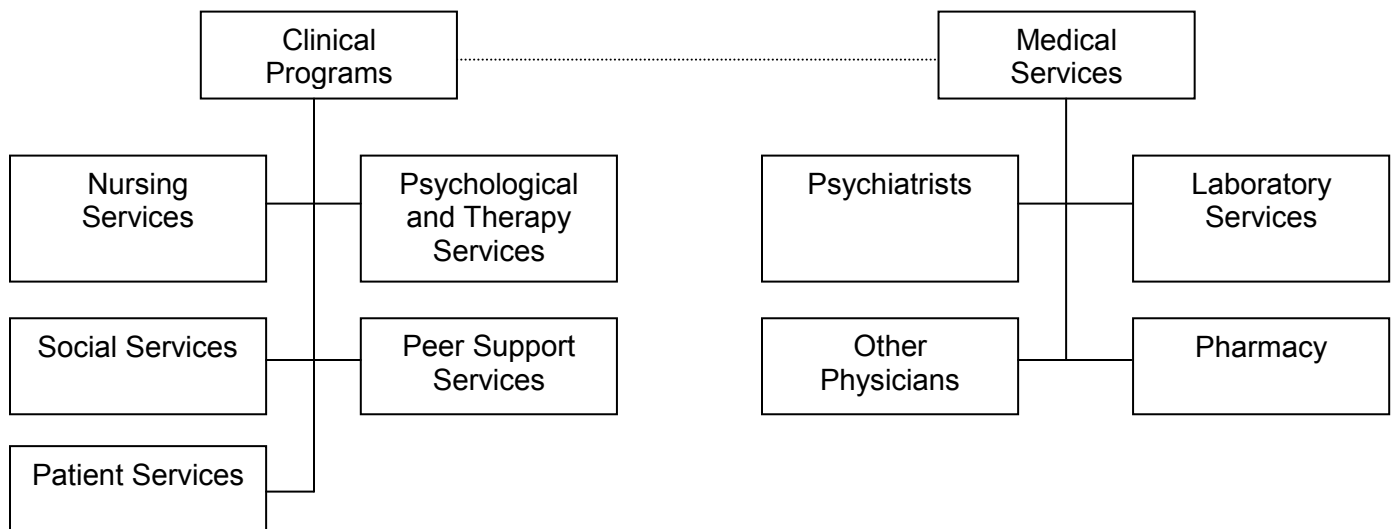 Clinical
Programs
Medical
Services
Nursing
Services
Psychological
and Therapy
Services
Psychiatrists
Laboratory
Services
Social Services
Peer Support
Services
Other
Physicians
Pharmacy
Patient Services